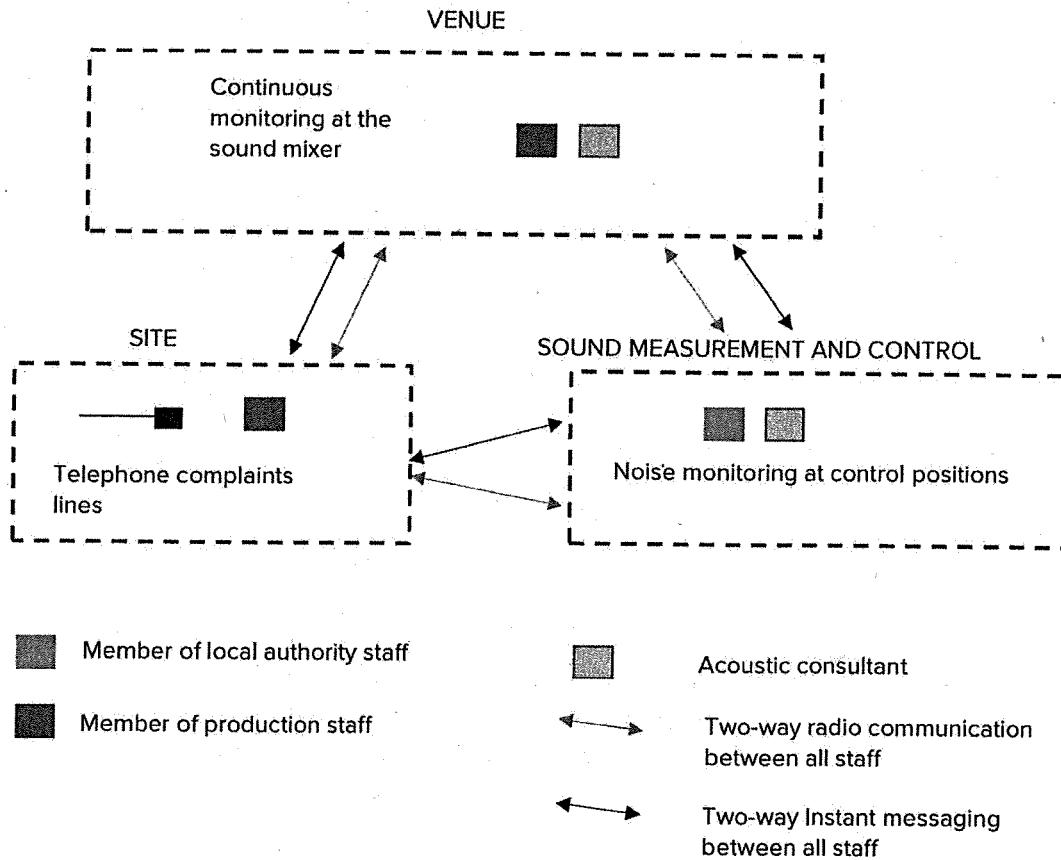 VENUE
Continuous
monitoring at the
sound mixer
SITE
Telephone complaints
lines
SOUND MEASUREMENT AND CONTROL
Noise monitoring at control positions
Member of local authority staff
Member of production staff
Acoustic consultant
Two-way radio communication
between all staff
Two-way Instant messaging
between all staff